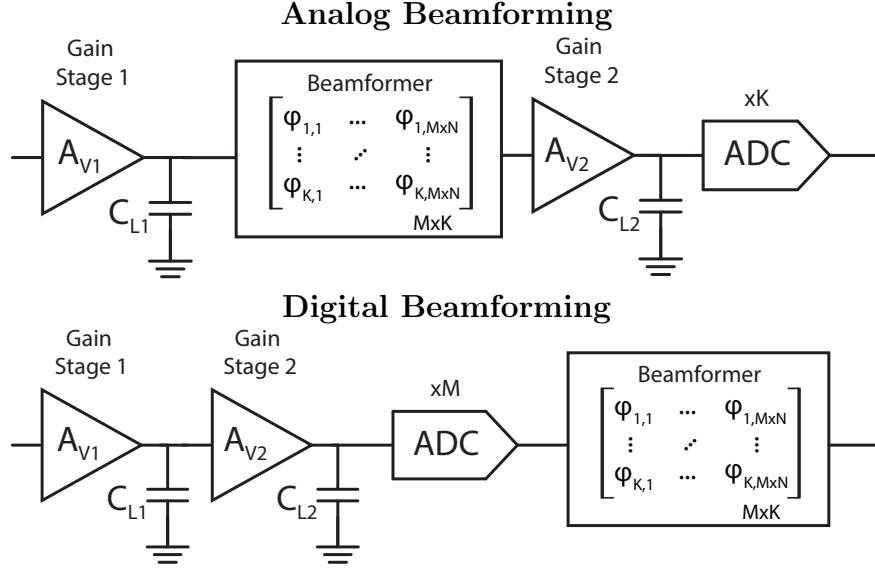 Analog Beamforming
Gain
Stage 1
A_V1
C_L1
Beamformer
φ_1,1 ... φ_1,MxN
⋮ ⋰ ⋮
φ_K,1 ... φ_K,MxN
MxK
Gain
Stage 2
A_V2
C_L2
xK
ADC
Digital Beamforming
Gain
Stage 1
A_V1
C_L1
Gain
Stage 2
A_V2
C_L2
xM
ADC
Beamformer
φ_1,1 ... φ_1,MxN
⋮ ⋰ ⋮
φ_K,1 ... φ_K,MxN
MxK